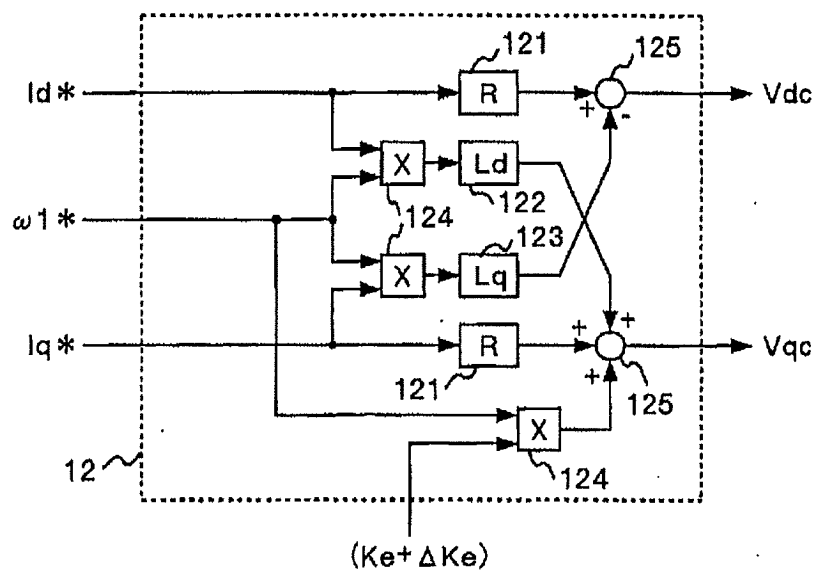 121
125
Id*
R
+
-
Vdc
X
Ld
122
ω1*
124
123
X
Lq
+
Iq*
R
+
Vqc
121
+
125
X
12
124
(Ke+ΔKe)